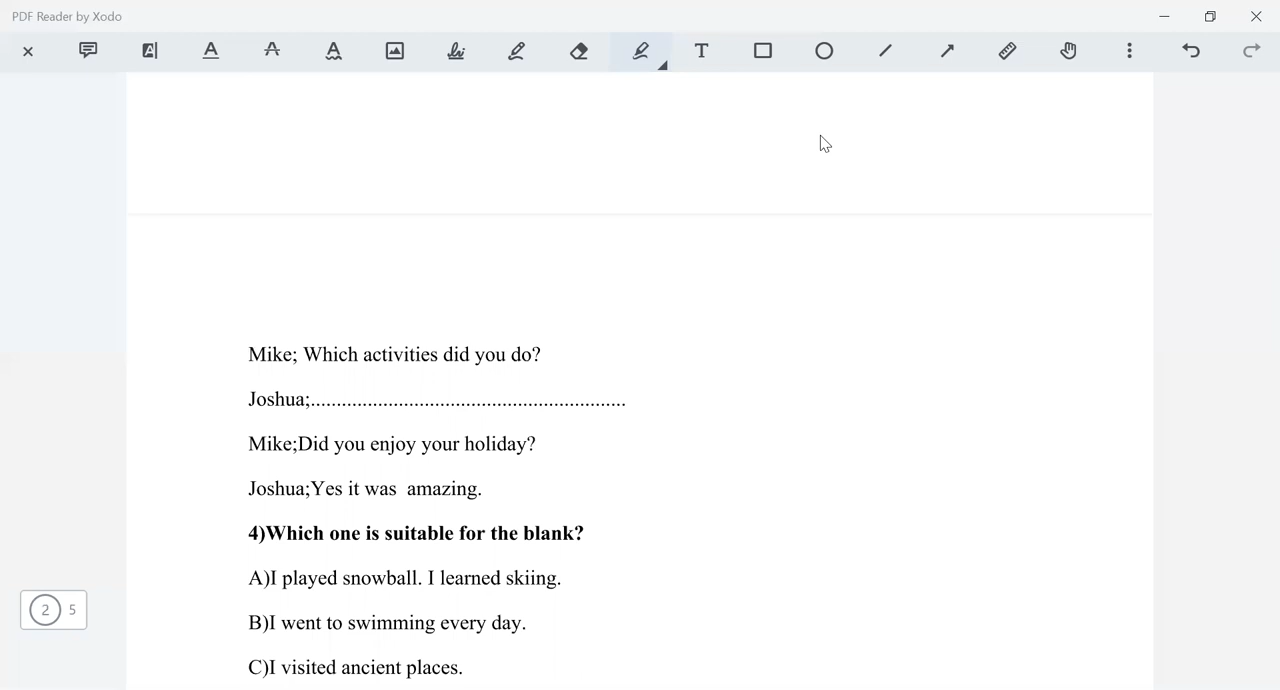 PDF Reader by Xodo
Mike; Which activities did you do?
Joshua;.............................................................
Mike;Did you enjoy your holiday?
Joshua;Yes it was  amazing.
4)Which one is suitable for the blank?
A)I played snowball. I learned skiing.
B)I went to swimming every day.
2 5
C)I visited ancient places.